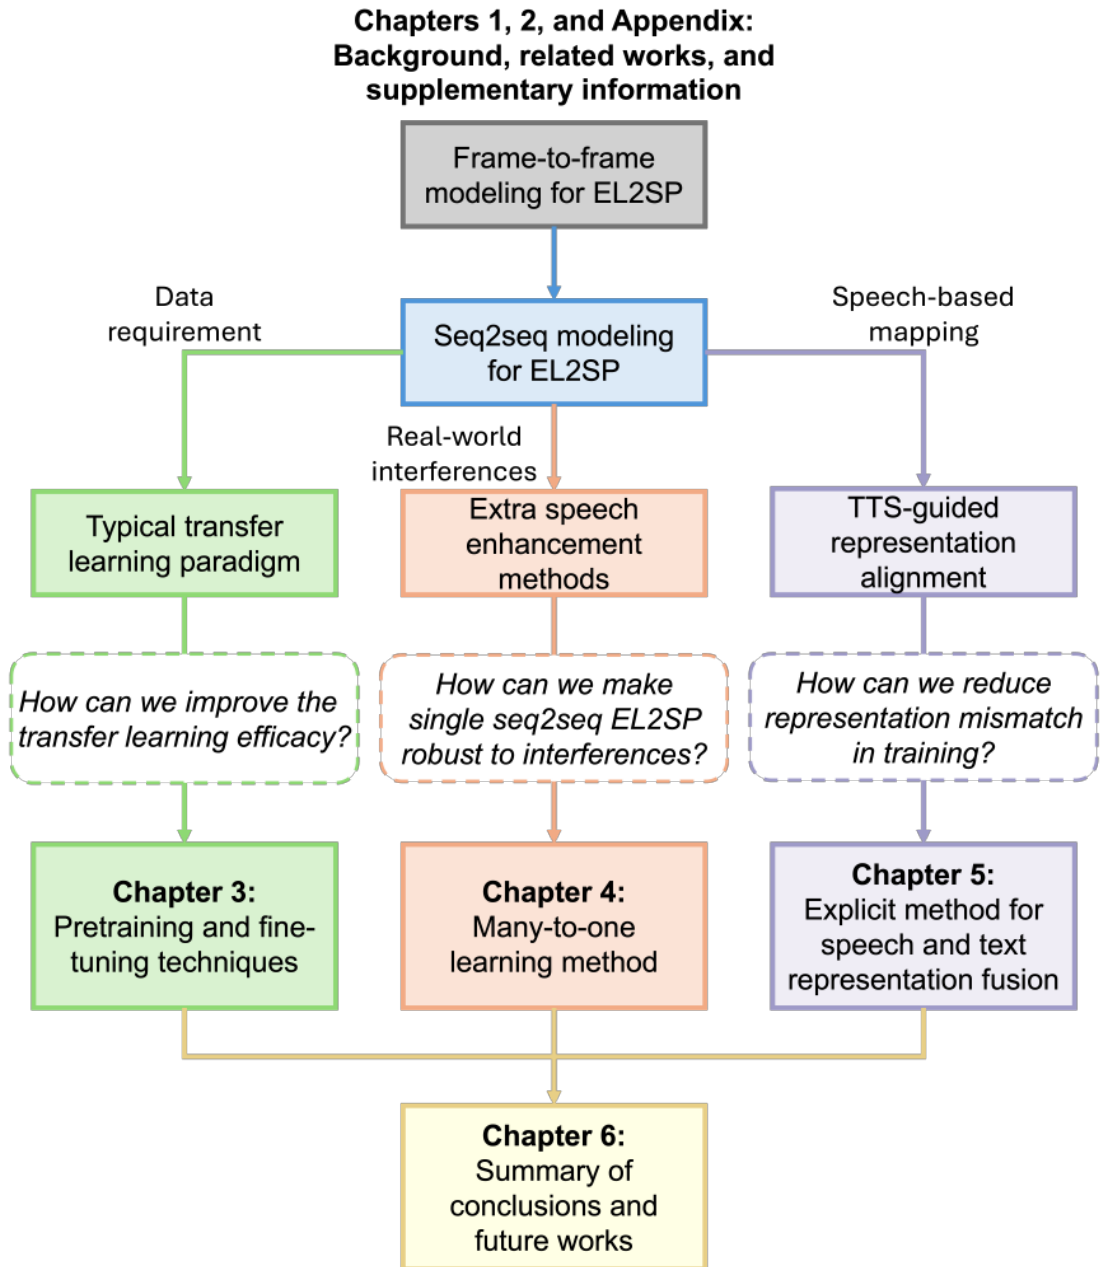 Chapters 1, 2, and Appendix:
Background, related works, and
supplementary information
Frame-to-frame
modeling for EL2SP
Data
requirement
Speech-based
mapping
Seq2seq modeling
for EL2SP
Real-world
interferences
Typical transfer
learning paradigm
Extra speech
enhancement
methods
TTS-guided
representation
alignment
How can we improve the
transfer learning efficacy?
How can we make
single seq2seq EL2SP
robust to interferences?
How can we reduce
representation mismatch
in training?
Chapter 3:
Pretraining and fine-
tuning techniques
Chapter 4:
Many-to-one
learning method
Chapter 5:
Explicit method for
speech and text
representation fusion
Chapter 6:
Summary of
conclusions and
future works